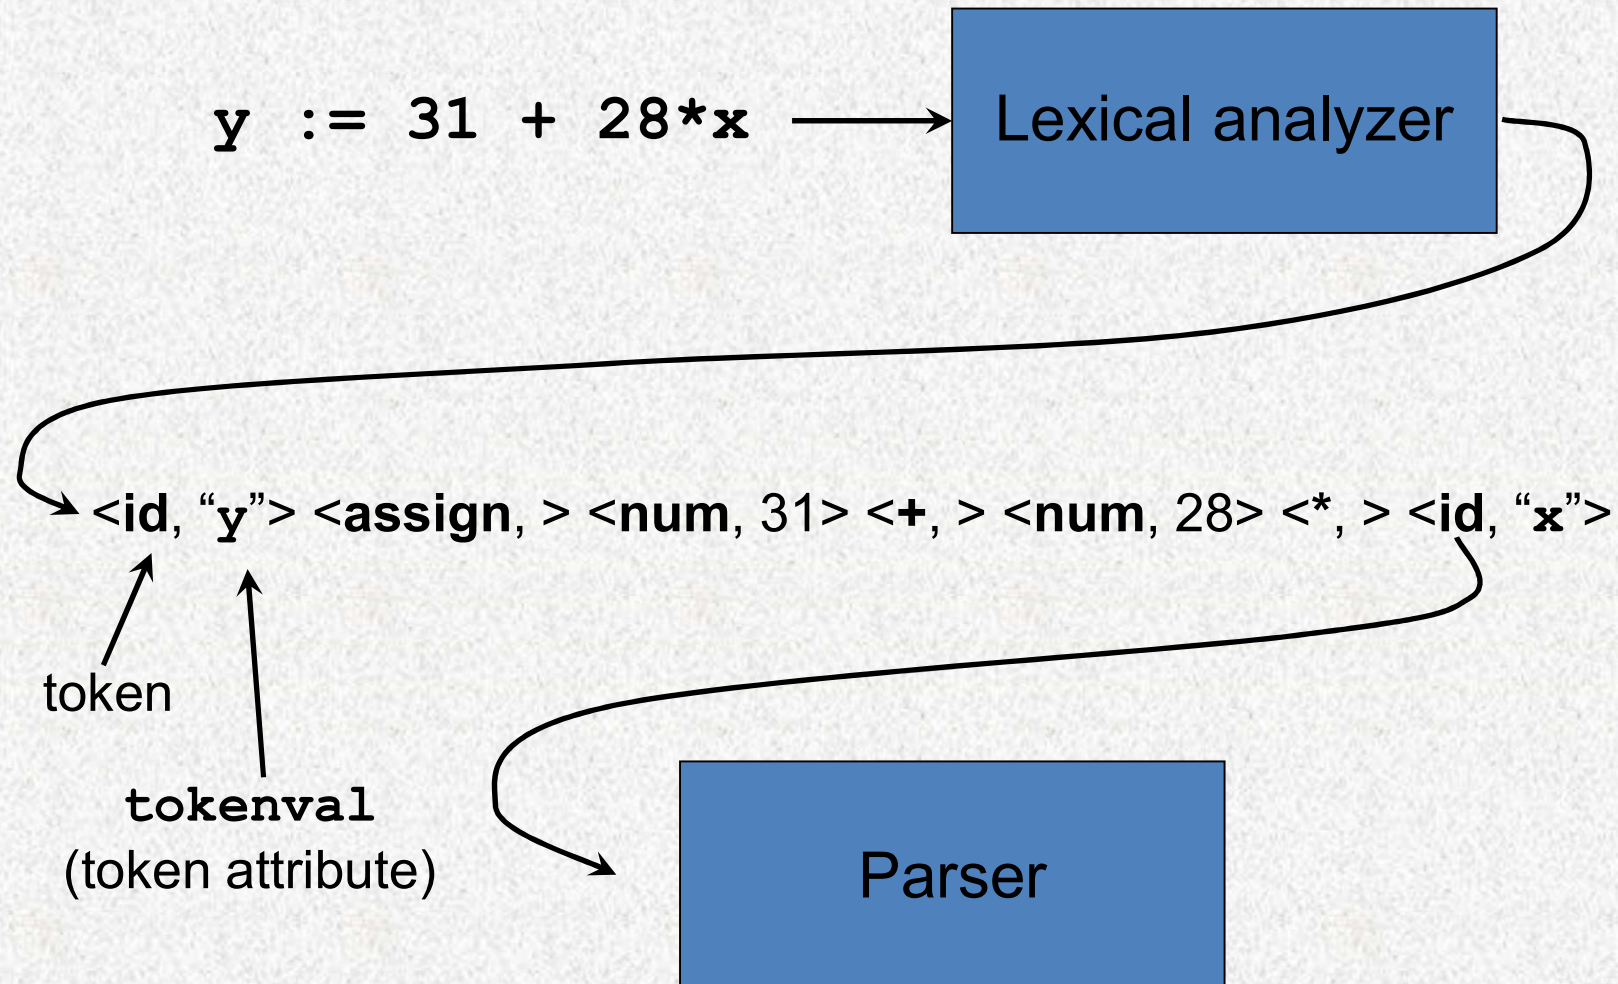 y := 31 + 28*x
Lexical analyzer
<id, “y”> <assign, > <num, 31> <+, > <num, 28> <*, > <id, “x”>
token
tokenval
(token attribute)
Parser